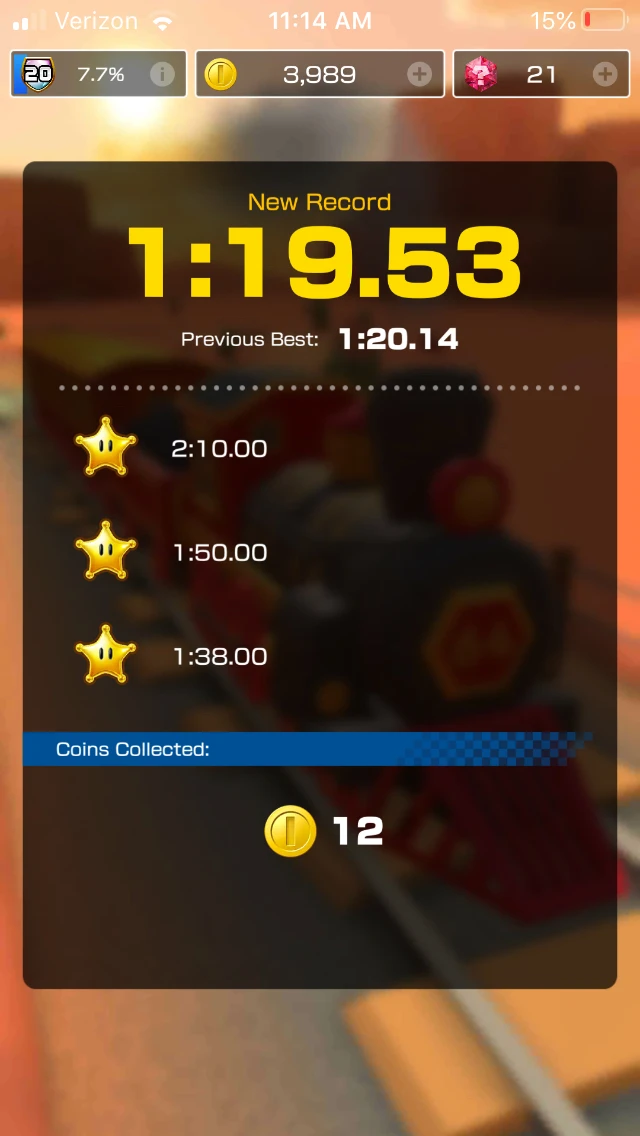 Verizon 11:14 AM 15%
20 7.7% i 3,989 + ? 21 +
New Record
1:19.53
Previous Best: 1:20.14
2:10.00
1:50.00
1:38.00
Coins Collected:
12